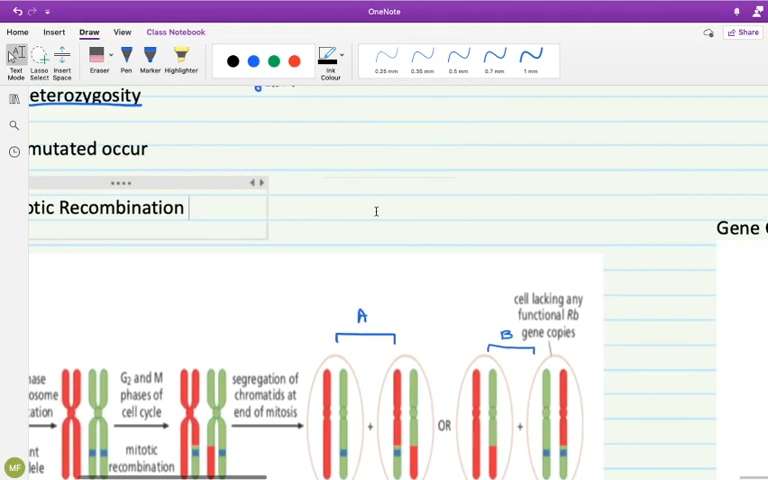 OneNote
Home Insert Draw View Class Notebook
Share
Text Mode
Lasso Select
Insert Space
Eraser
Pen
Marker
Highlighter
Ink Colour
0.25 mm 0.35 mm 0.5 mm 0.7 mm 1 mm
eterozygosity
mutated occur
otic Recombination
Gene
cell lacking any
functional Rb
gene copies
A
B
G2 and M
phases of
cell cycle
mitotic
recombination
segregation of
chromatids at
end of mitosis
+
OR
+
MF